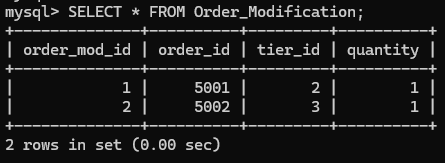 mysql> SELECT * FROM Order_Modification;
+--------------+----------+---------+----------+
| order_mod_id | order_id | tier_id | quantity |
+--------------+----------+---------+----------+
|            1 |     5001 |       2 |        1 |
|            2 |     5002 |       3 |        1 |
+--------------+----------+---------+----------+
2 rows in set (0.00 sec)